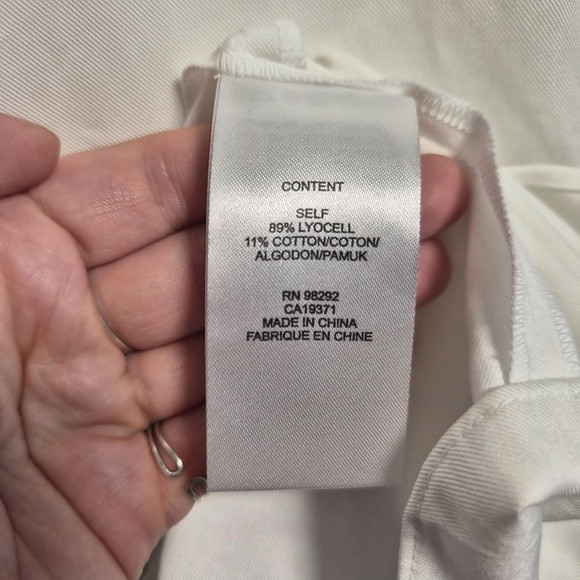 CONTENT
SELF
89% LYOCELL
11% COTTON/COTON/
ALGODON/PAMUK
RN 98292
CA19371
MADE IN CHINA
FABRIQUE EN CHINE